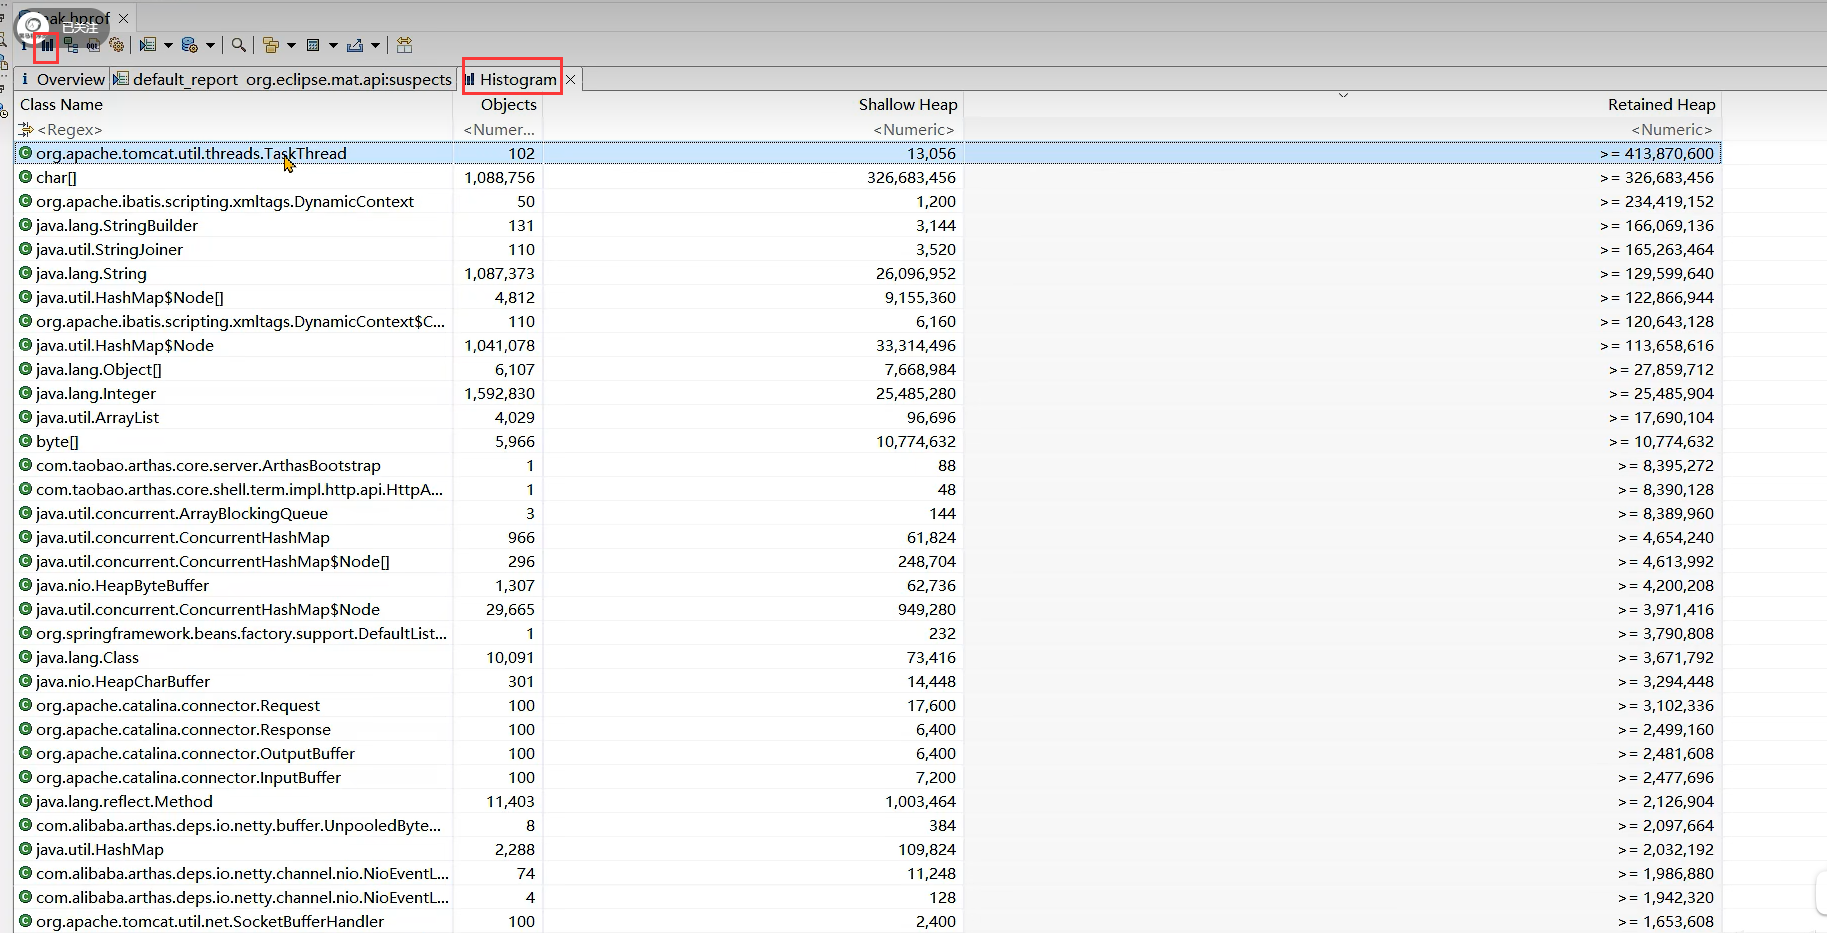 eak.hprof
已关注
Overview
default_report org.eclipse.mat.api:suspects
Histogram
Class Name Objects Shallow Heap Retained Heap
<Regex> <Numer... <Numeric> <Numeric>
org.apache.tomcat.util.threads.TaskThread 102 13,056 >= 413,870,600
char[] 1,088,756 326,683,456 >= 326,683,456
org.apache.ibatis.scripting.xmltags.DynamicContext 50 1,200 >= 234,419,152
java.lang.StringBuilder 131 3,144 >= 166,069,136
java.util.StringJoiner 110 3,520 >= 165,263,464
java.lang.String 1,087,373 26,096,952 >= 129,599,640
java.util.HashMap$Node[] 4,812 9,155,360 >= 122,866,944
org.apache.ibatis.scripting.xmltags.DynamicContext$C... 110 6,160 >= 120,643,128
java.util.HashMap$Node 1,041,078 33,314,496 >= 113,658,616
java.lang.Object[] 6,107 7,668,984 >= 27,859,712
java.lang.Integer 1,592,830 25,485,280 >= 25,485,904
java.util.ArrayList 4,029 96,696 >= 17,690,104
byte[] 5,966 10,774,632 >= 10,774,632
com.taobao.arthas.core.server.ArthasBootstrap 1 88 >= 8,395,272
com.taobao.arthas.core.shell.term.impl.http.api.HttpA... 1 48 >= 8,390,128
java.util.concurrent.ArrayBlockingQueue 3 144 >= 8,389,960
java.util.concurrent.ConcurrentHashMap 966 61,824 >= 4,654,240
java.util.concurrent.ConcurrentHashMap$Node[] 296 248,704 >= 4,613,992
java.nio.HeapByteBuffer 1,307 62,736 >= 4,200,208
java.util.concurrent.ConcurrentHashMap$Node 29,665 949,280 >= 3,971,416
org.springframework.beans.factory.support.DefaultList... 1 232 >= 3,790,808
java.lang.Class 10,091 73,416 >= 3,671,792
java.nio.HeapCharBuffer 301 14,448 >= 3,294,448
org.apache.catalina.connector.Request 100 17,600 >= 3,102,336
org.apache.catalina.connector.Response 100 6,400 >= 2,499,160
org.apache.catalina.connector.OutputBuffer 100 6,400 >= 2,481,608
org.apache.catalina.connector.InputBuffer 100 7,200 >= 2,477,696
java.lang.reflect.Method 11,403 1,003,464 >= 2,126,904
com.alibaba.arthas.deps.io.netty.buffer.UnpooledByte... 8 384 >= 2,097,664
java.util.HashMap 2,288 109,824 >= 2,032,192
com.alibaba.arthas.deps.io.netty.channel.nio.NioEventL... 74 11,248 >= 1,986,880
com.alibaba.arthas.deps.io.netty.channel.nio.NioEventL... 4 128 >= 1,942,320
org.apache.tomcat.util.net.SocketBufferHandler 100 2,400 >= 1,653,608